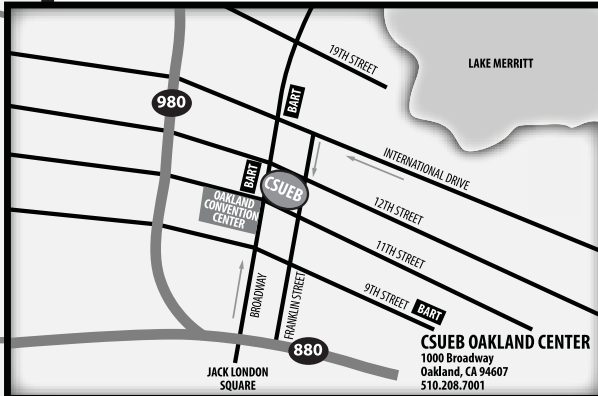 19TH STREET
LAKE MERRITT
980
BART
INTERNATIONAL DRIVE
BART
CSUEB
OAKLAND
CONVENTION
CENTER
12TH STREET
11TH STREET
BROADWAY
FRANKLIN STREET
9TH STREET
BART
880
JACK LONDON
SQUARE
CSUEB OAKLAND CENTER
1000 Broadway
Oakland, CA 94607
510.208.7001